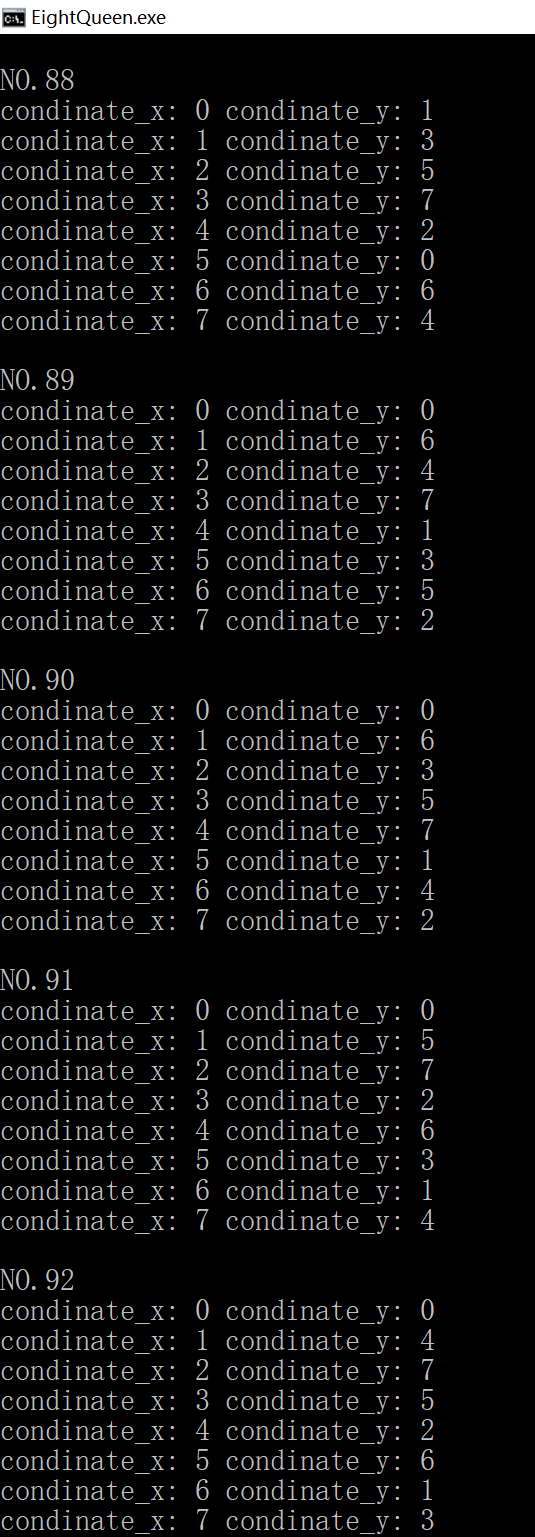 EightQueen.exe
NO.88
condinate_x: 0 condinate_y: 1
condinate_x: 1 condinate_y: 3
condinate_x: 2 condinate_y: 5
condinate_x: 3 condinate_y: 7
condinate_x: 4 condinate_y: 2
condinate_x: 5 condinate_y: 0
condinate_x: 6 condinate_y: 6
condinate_x: 7 condinate_y: 4
NO.89
condinate_x: 0 condinate_y: 0
condinate_x: 1 condinate_y: 6
condinate_x: 2 condinate_y: 4
condinate_x: 3 condinate_y: 7
condinate_x: 4 condinate_y: 1
condinate_x: 5 condinate_y: 3
condinate_x: 6 condinate_y: 5
condinate_x: 7 condinate_y: 2
NO.90
condinate_x: 0 condinate_y: 0
condinate_x: 1 condinate_y: 6
condinate_x: 2 condinate_y: 3
condinate_x: 3 condinate_y: 5
condinate_x: 4 condinate_y: 7
condinate_x: 5 condinate_y: 1
condinate_x: 6 condinate_y: 4
condinate_x: 7 condinate_y: 2
NO.91
condinate_x: 0 condinate_y: 0
condinate_x: 1 condinate_y: 5
condinate_x: 2 condinate_y: 7
condinate_x: 3 condinate_y: 2
condinate_x: 4 condinate_y: 6
condinate_x: 5 condinate_y: 3
condinate_x: 6 condinate_y: 1
condinate_x: 7 condinate_y: 4
NO.92
condinate_x: 0 condinate_y: 0
condinate_x: 1 condinate_y: 4
condinate_x: 2 condinate_y: 7
condinate_x: 3 condinate_y: 5
condinate_x: 4 condinate_y: 2
condinate_x: 5 condinate_y: 6
condinate_x: 6 condinate_y: 1
condinate_x: 7 condinate_y: 3